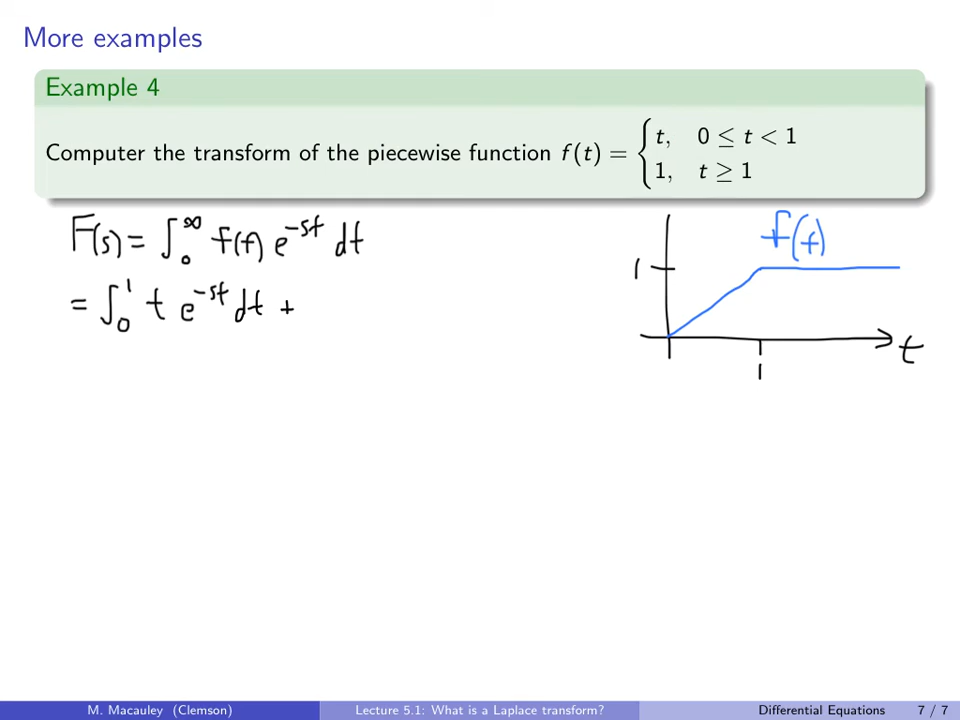 More examples
Example 4
Computer the transform of the piecewise function f(t) = { t, 0 ≤ t < 1
1, t ≥ 1
F(s) = ∫₀^∞ f(t) e^{-st} dt
= ∫₀^1 t e^{-st} dt +
f(t)
1
t
1
M. Macauley (Clemson) Lecture 5.1: What is a Laplace transform? Differential Equations 7 / 7